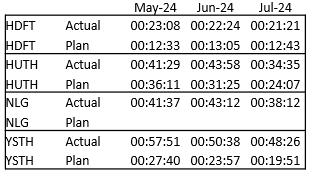 May-24 Jun-24 Jul-24
HDFT Actual 00:23:08 00:22:24 00:21:21
HDFT Plan 00:12:33 00:13:05 00:12:43
HUTH Actual 00:41:29 00:43:58 00:34:35
HUTH Plan 00:36:11 00:31:25 00:24:07
NLG Actual 00:41:37 00:43:12 00:38:12
NLG Plan
YSTH Actual 00:57:51 00:50:38 00:48:26
YSTH Plan 00:27:40 00:23:57 00:19:51